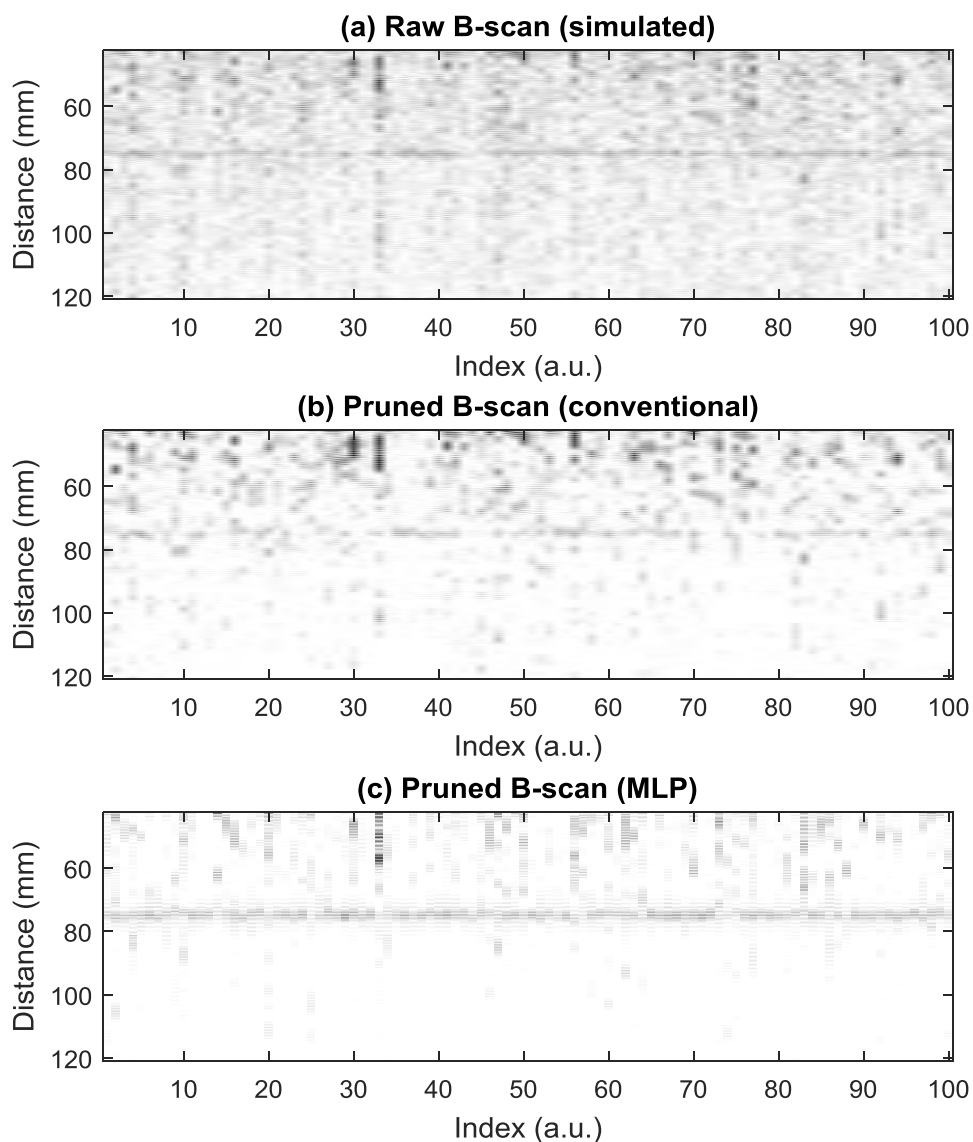 (a) Raw B-scan (simulated)
Distance (mm)
60
80
100
120
10 20 30 40 50 60 70 80 90 100
Index (a.u.)
(b) Pruned B-scan (conventional)
Distance (mm)
60
80
100
120
10 20 30 40 50 60 70 80 90 100
Index (a.u.)
(c) Pruned B-scan (MLP)
Distance (mm)
60
80
100
120
10 20 30 40 50 60 70 80 90 100
Index (a.u.)